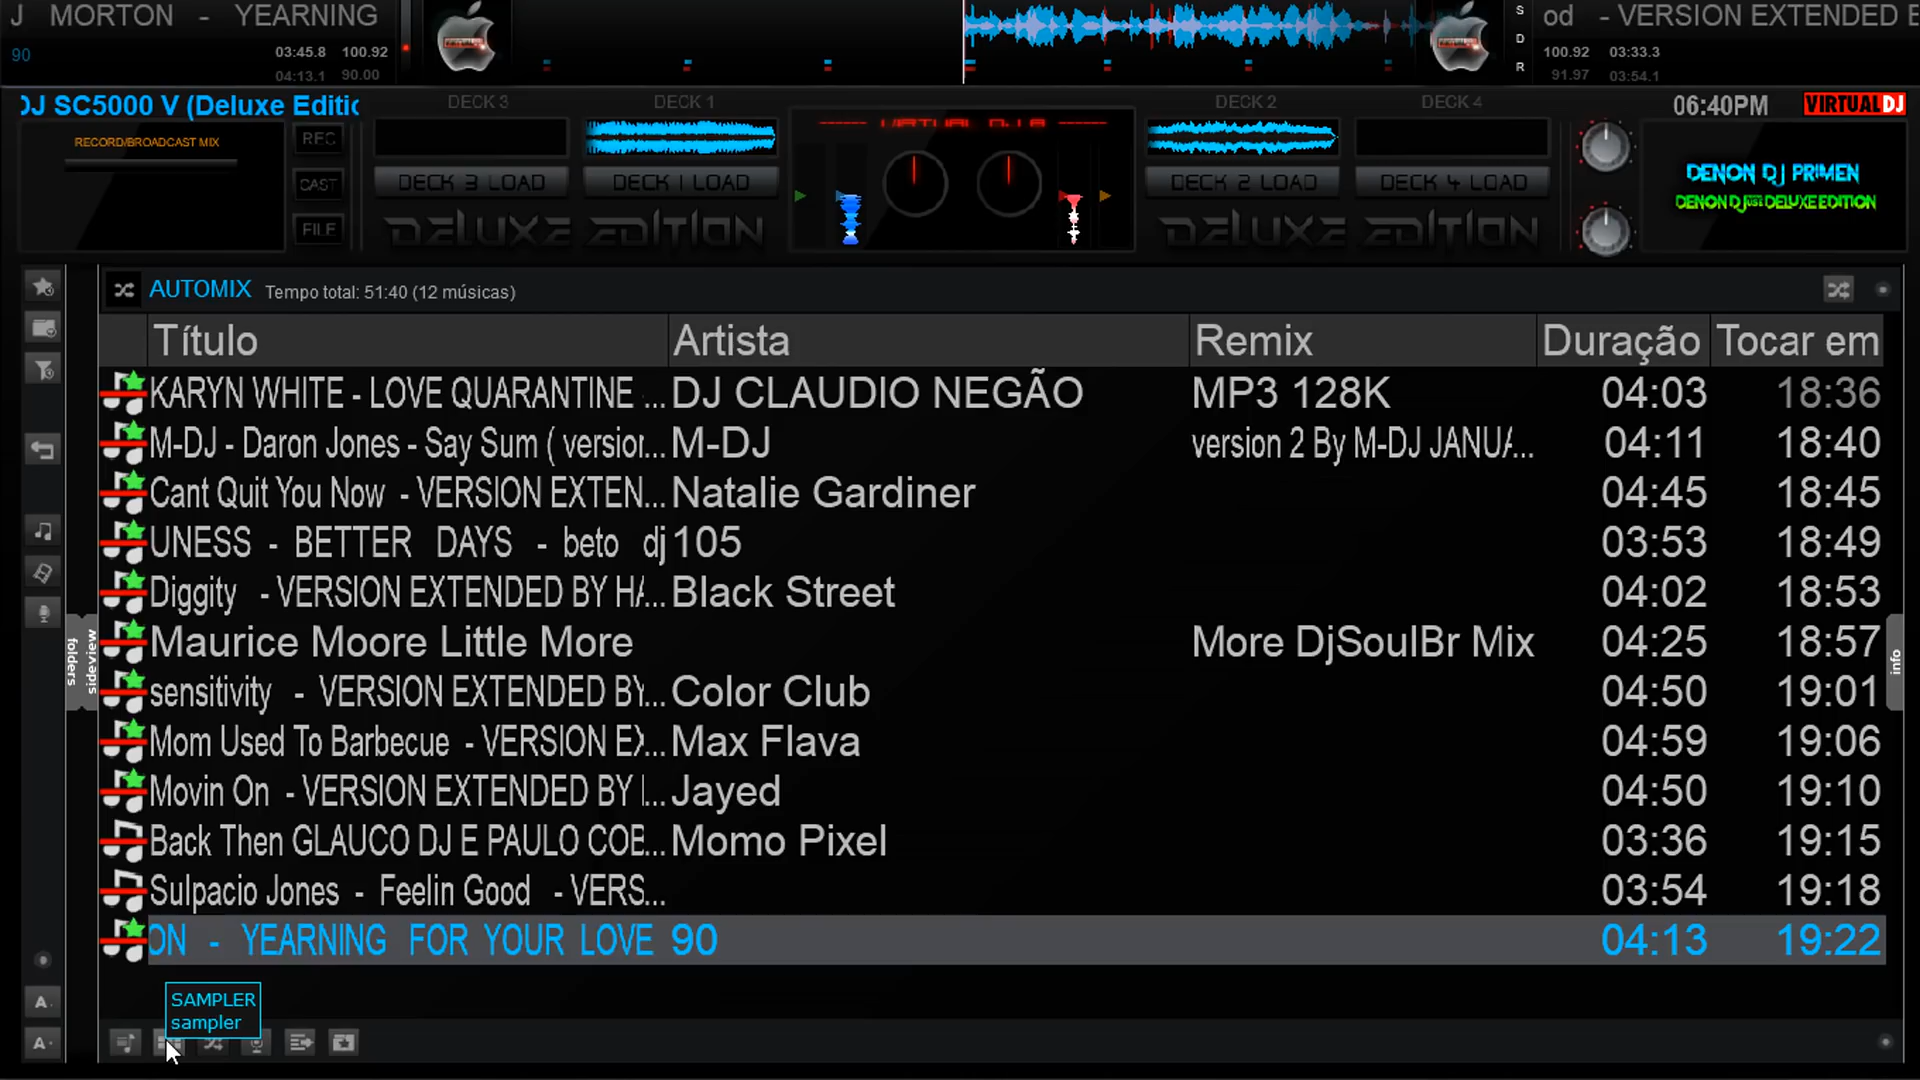 J MORTON - YEARNING
90
03:45.8 100.92
04:13.1 90.00
S
D
R
od - VERSION EXTENDED
100.92 03:33.3
91.97 03:54.1
DJ SC5000 V (Deluxe Editic
RECORD/BROADCAST MIX
REC
CAST
FILE
DECK 3
DECK 1
DECK 2
DECK 4
DECK 3 LOAD
DECK 1 LOAD
DECK 2 LOAD
DECK 4 LOAD
DELUXE EDITION
DELUXE EDITION
VIRTUAL DJ 8
06:40PM
VIRTUALDJ
DENON DJ PRIMEN
DELUXE EDITION
AUTOMIX Tempo total: 51:40 (12 músicas)
Título Artista Remix Duração Tocar em
KARYN WHITE - LOVE QUARANTINE ... DJ CLAUDIO NEGÃO MP3 128K 04:03 18:36
M-DJ - Daron Jones - Say Sum ( version... M-DJ version 2 By M-DJ JANUA... 04:11 18:40
Cant Quit You Now - VERSION EXTEN... Natalie Gardiner 04:45 18:45
UNESS - BETTER DAYS - beto dj 105 03:53 18:49
Diggity - VERSION EXTENDED BY HA... Black Street 04:02 18:53
Maurice Moore Little More More DjSoulBr Mix 04:25 18:57
sensitivity - VERSION EXTENDED BY... Color Club 04:50 19:01
Mom Used To Barbecue - VERSION EX... Max Flava 04:59 19:06
Movin On - VERSION EXTENDED BY ... Jayed 04:50 19:10
Back Then GLAUCO DJ E PAULO COB... Momo Pixel 03:36 19:15
Sulpacio Jones - Feelin Good - VERS... 03:54 19:18
ON - YEARNING FOR YOUR LOVE 90 04:13 19:22
folders
sideview
info
A
A
SAMPLER
sampler